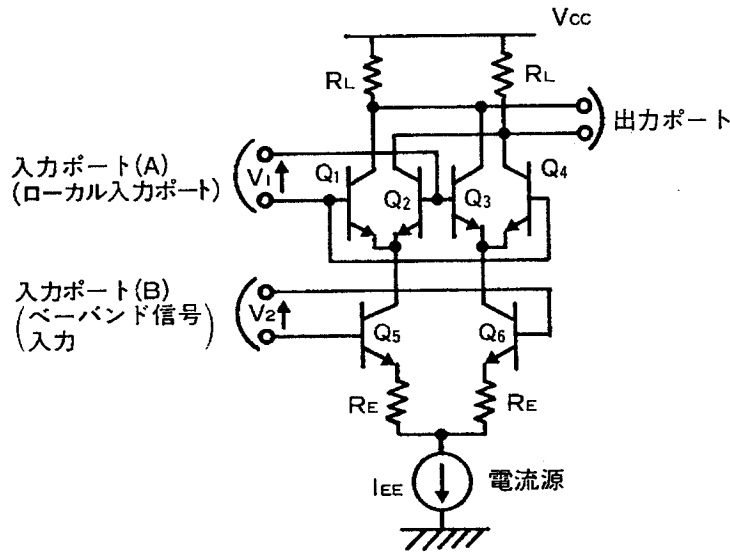 VCC
RL
RL
出力ポート
入力ポート(A)
(ローカル入力ポート)
V1
Q1
Q2
Q3
Q4
入力ポート(B)
(ベーバンド信号)
入力
V2
Q5
Q6
RE
RE
IEE
電流源